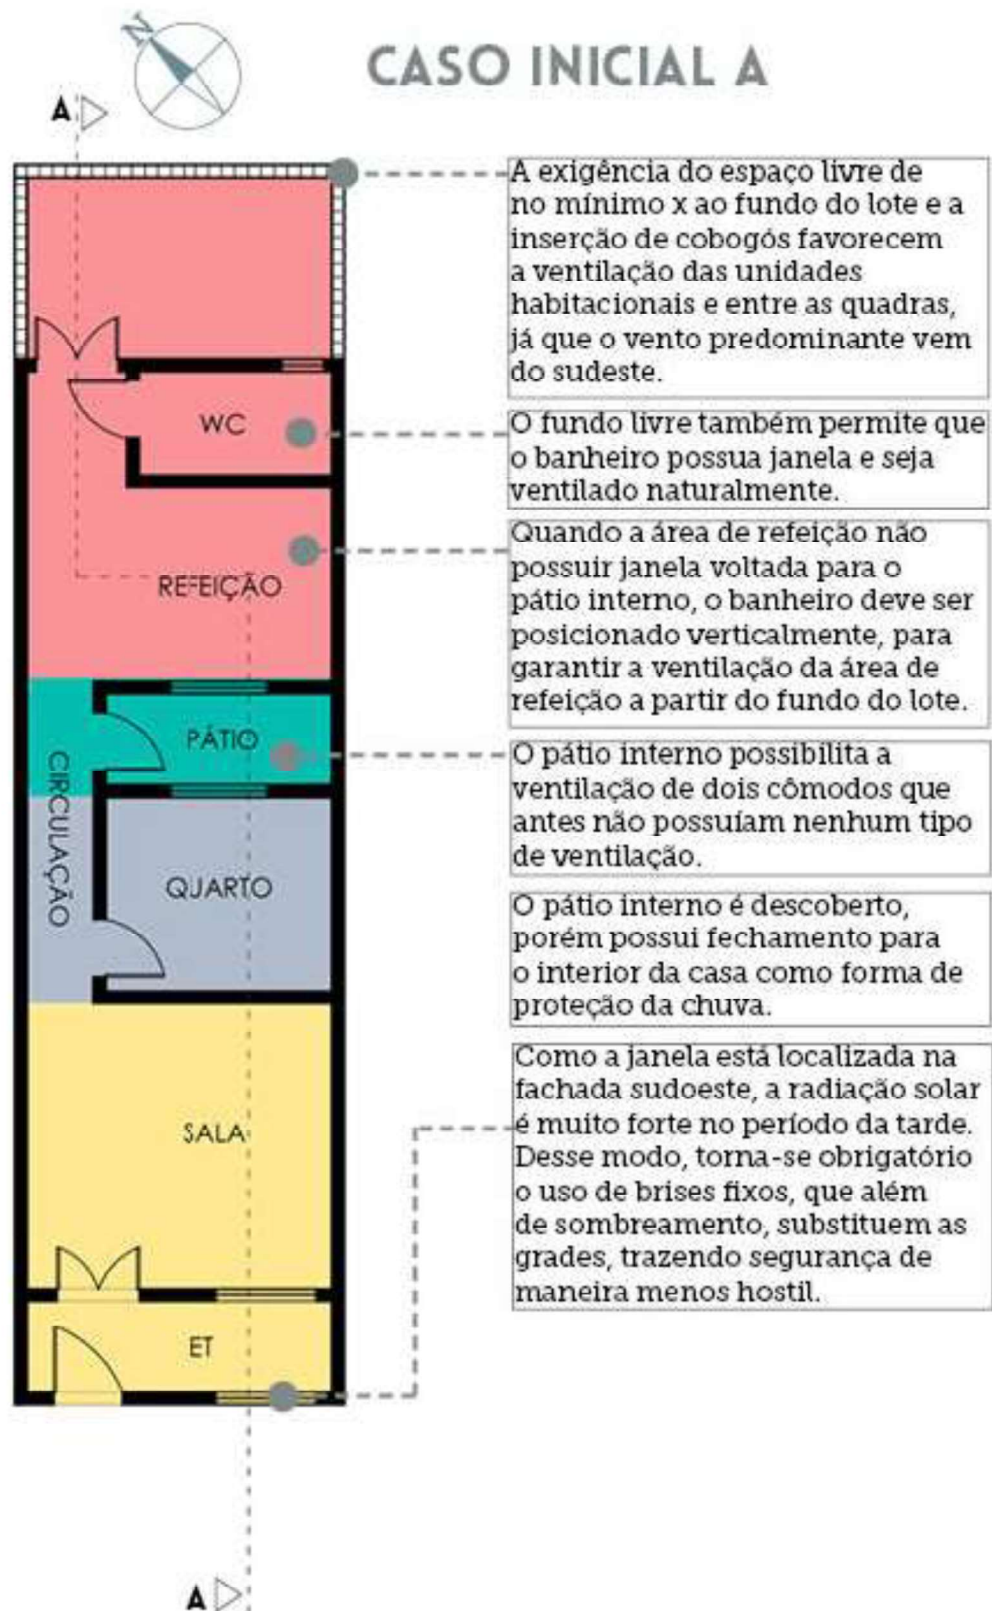 N
CASO INICIAL A
A
A exigência do espaço livre de
no mínimo x ao fundo do lote e a
inserção de cobogós favorecem
a ventilação das unidades
habitacionais e entre as quadras,
já que o vento predominante vem
do sudeste.
WC
O fundo livre também permite que
o banheiro possua janela e seja
ventilado naturalmente.
REFEIÇÃO
Quando a área de refeição não
possuir janela voltada para o
pátio interno, o banheiro deve ser
posicionado verticalmente, para
garantir a ventilação da área de
refeição a partir do fundo do lote.
PÁTIO
O pátio interno possibilita a
ventilação de dois cômodos que
antes não possuíam nenhum tipo
de ventilação.
CIRCULAÇÃO
QUARTO
O pátio interno é descoberto,
porém possui fechamento para
o interior da casa como forma de
proteção da chuva.
SALA
Como a janela está localizada na
fachada sudoeste, a radiação solar
é muito forte no período da tarde.
Desse modo, torna-se obrigatório
o uso de brises fixos, que além
de sombreamento, substituem as
grades, trazendo segurança de
maneira menos hostil.
ET
A